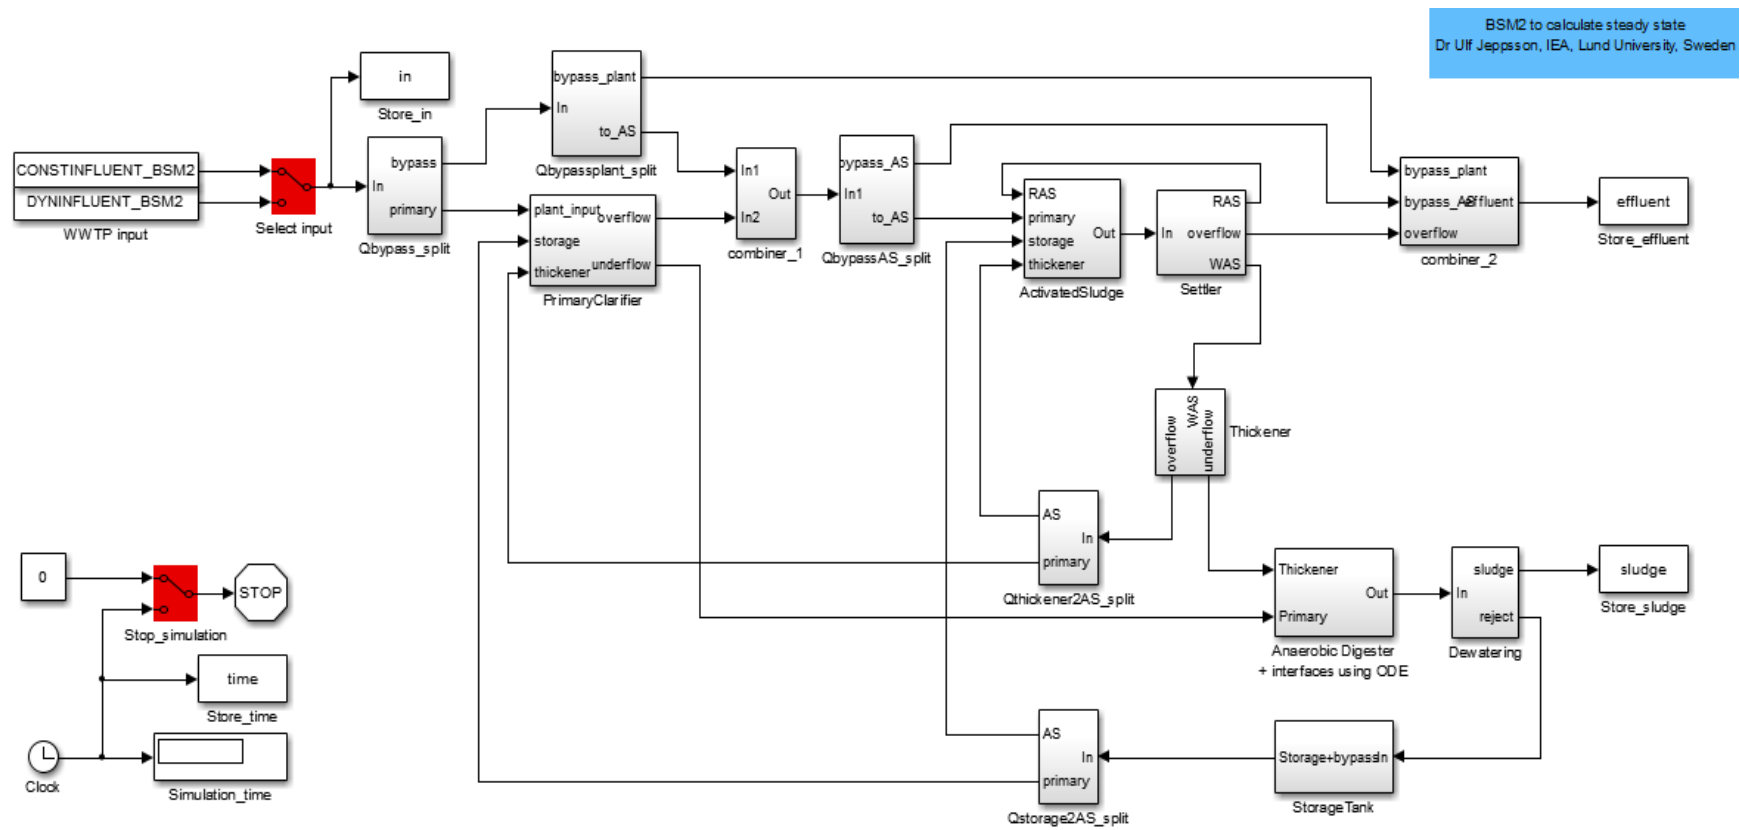 BSM2 to calculate steady state
Dr Ulf Jeppsson, IEA, Lund University, Sweden
in
Store_in
CONSTINFLUENT_BSM2
DYNINFLUENT_BSM2
WWTP input
Select input
In
bypass
primary
Qbypass_split
bypass_plant
In
to_AS
Qbypassplant_split
plant_input
overflow
storage
underflow
thickener
PrimaryClarifier
In1
Out
In2
combiner_1
bypass_AS
In1
to_AS
QbypassAS_split
RAS
primary
storage
Out
thickener
ActivatedSludge
RAS
In
overflow
WAS
Settler
bypass_plant
bypass_AS
effluent
overflow
combiner_2
effluent
Store_effluent
WAS
overflow
underflow
Thickener
AS
In
primary
Qthickener2AS_split
Thickener
Out
Primary
Anaerobic Digester
+ interfaces using ODE
sludge
In
reject
Dewatering
sludge
Store_sludge
0
STOP
Stop_simulation
time
Store_time
Clock
Simulation_time
AS
In
primary
Qstorage2AS_split
Storage+bypass
In
StorageTank